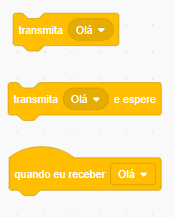 transmita Olá
transmita Olá e espere
quando eu receber Olá